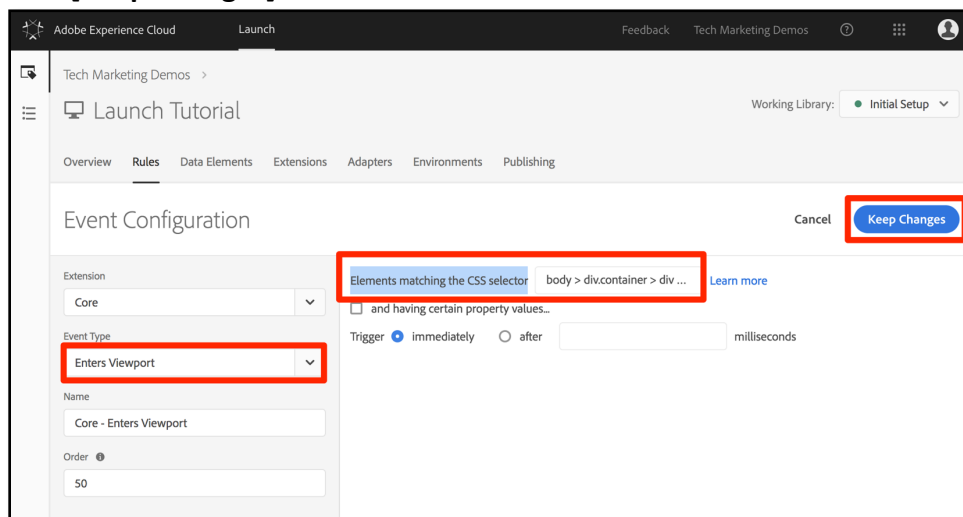 Adobe Experience Cloud Launch Feedback Tech Marketing Demos
Tech Marketing Demos >
Launch Tutorial
Working Library: Initial Setup
Overview Rules Data Elements Extensions Adapters Environments Publishing
Event Configuration
Cancel Keep Changes
Extension
Core
Event Type
Enters Viewport
Name
Core - Enters Viewport
Order
50
Elements matching the CSS selector body > div.container > div ... Learn more
and having certain property values...
Trigger immediately after milliseconds